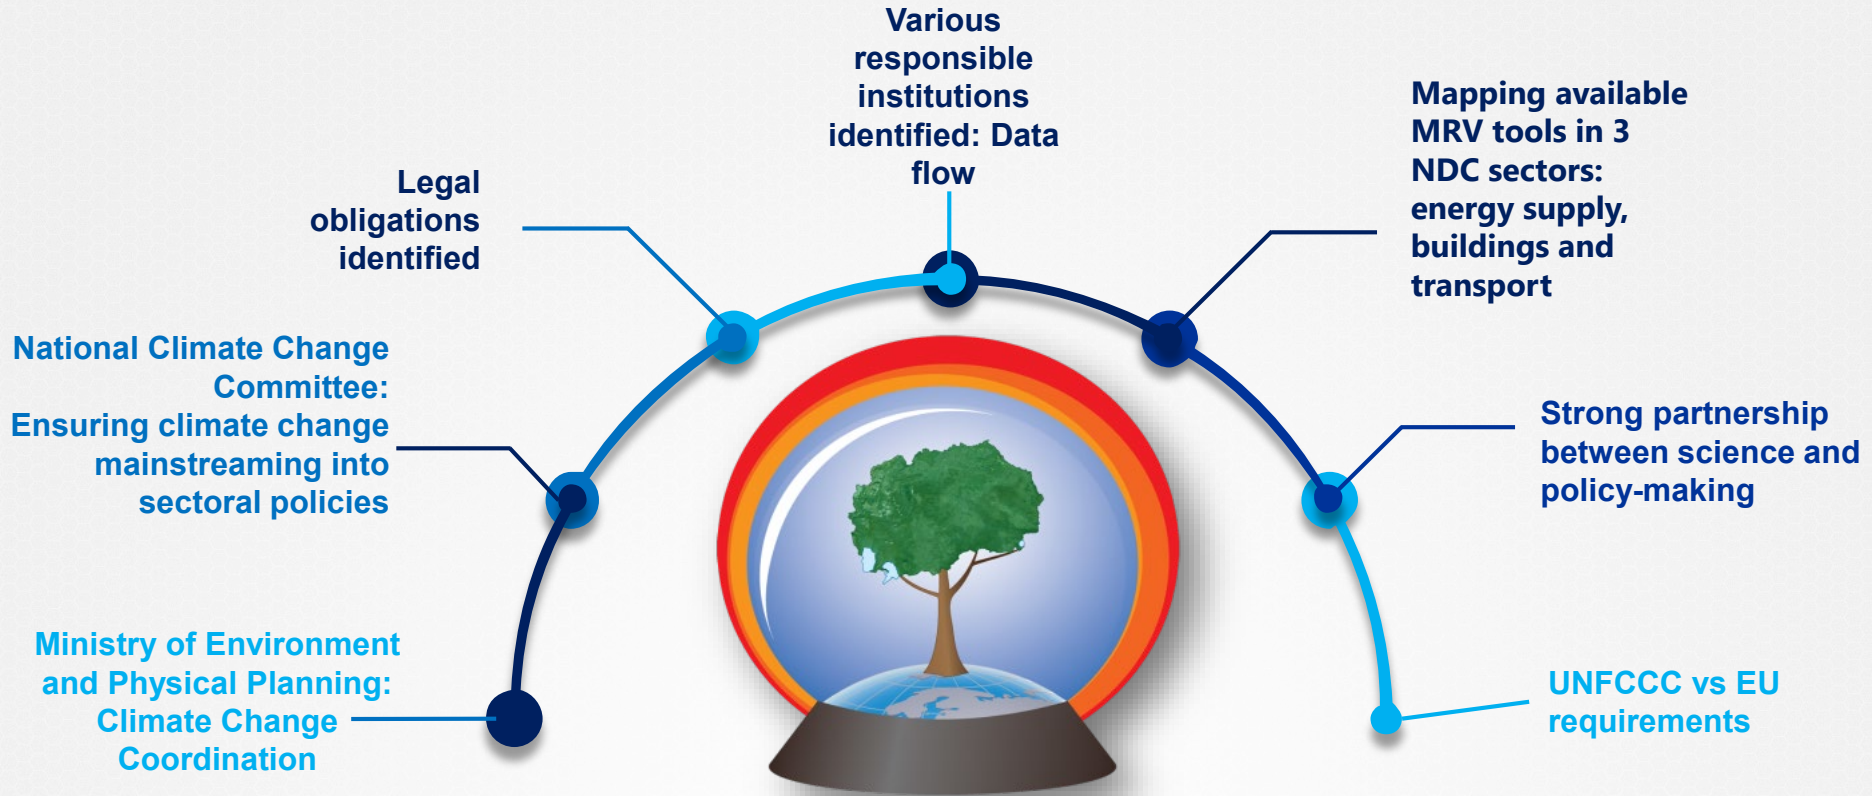 Ministry of Environment
and Physical Planning:
Climate Change
Coordination
National Climate Change
Committee:
Ensuring climate change
mainstreaming into
sectoral policies
Legal
obligations
identified
Various
responsible
institutions
identified: Data
flow
Mapping available
MRV tools in 3
NDC sectors:
energy supply,
buildings and
transport
Strong partnership
between science and
policy-making
UNFCCC vs EU
requirements